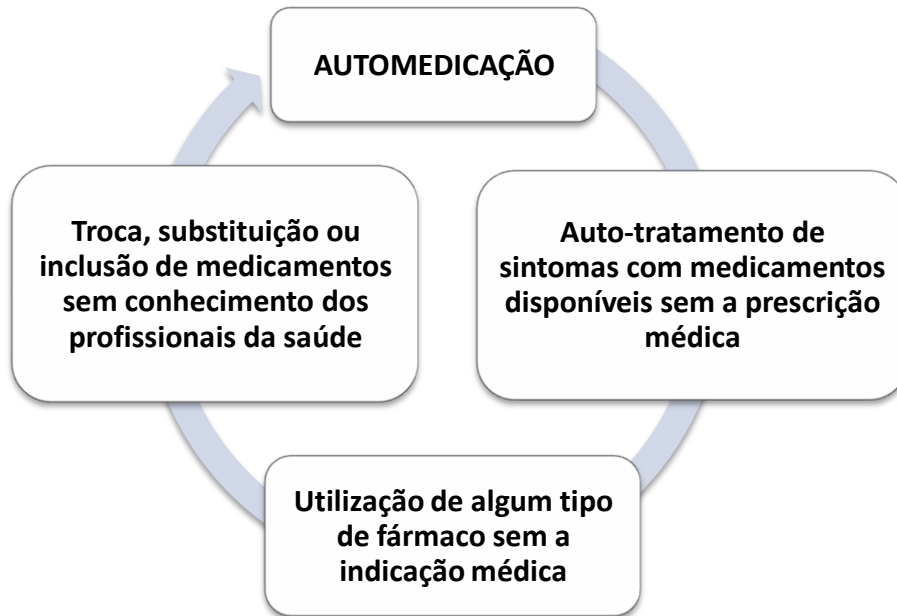 AUTOMEDICAÇÃO
Auto-tratamento de
sintomas com medicamentos
disponíveis sem a prescrição
médica
Utilização de algum tipo
de fármaco sem a
indicação médica
Troca, substituição ou
inclusão de medicamentos
sem conhecimento dos
profissionais da saúde